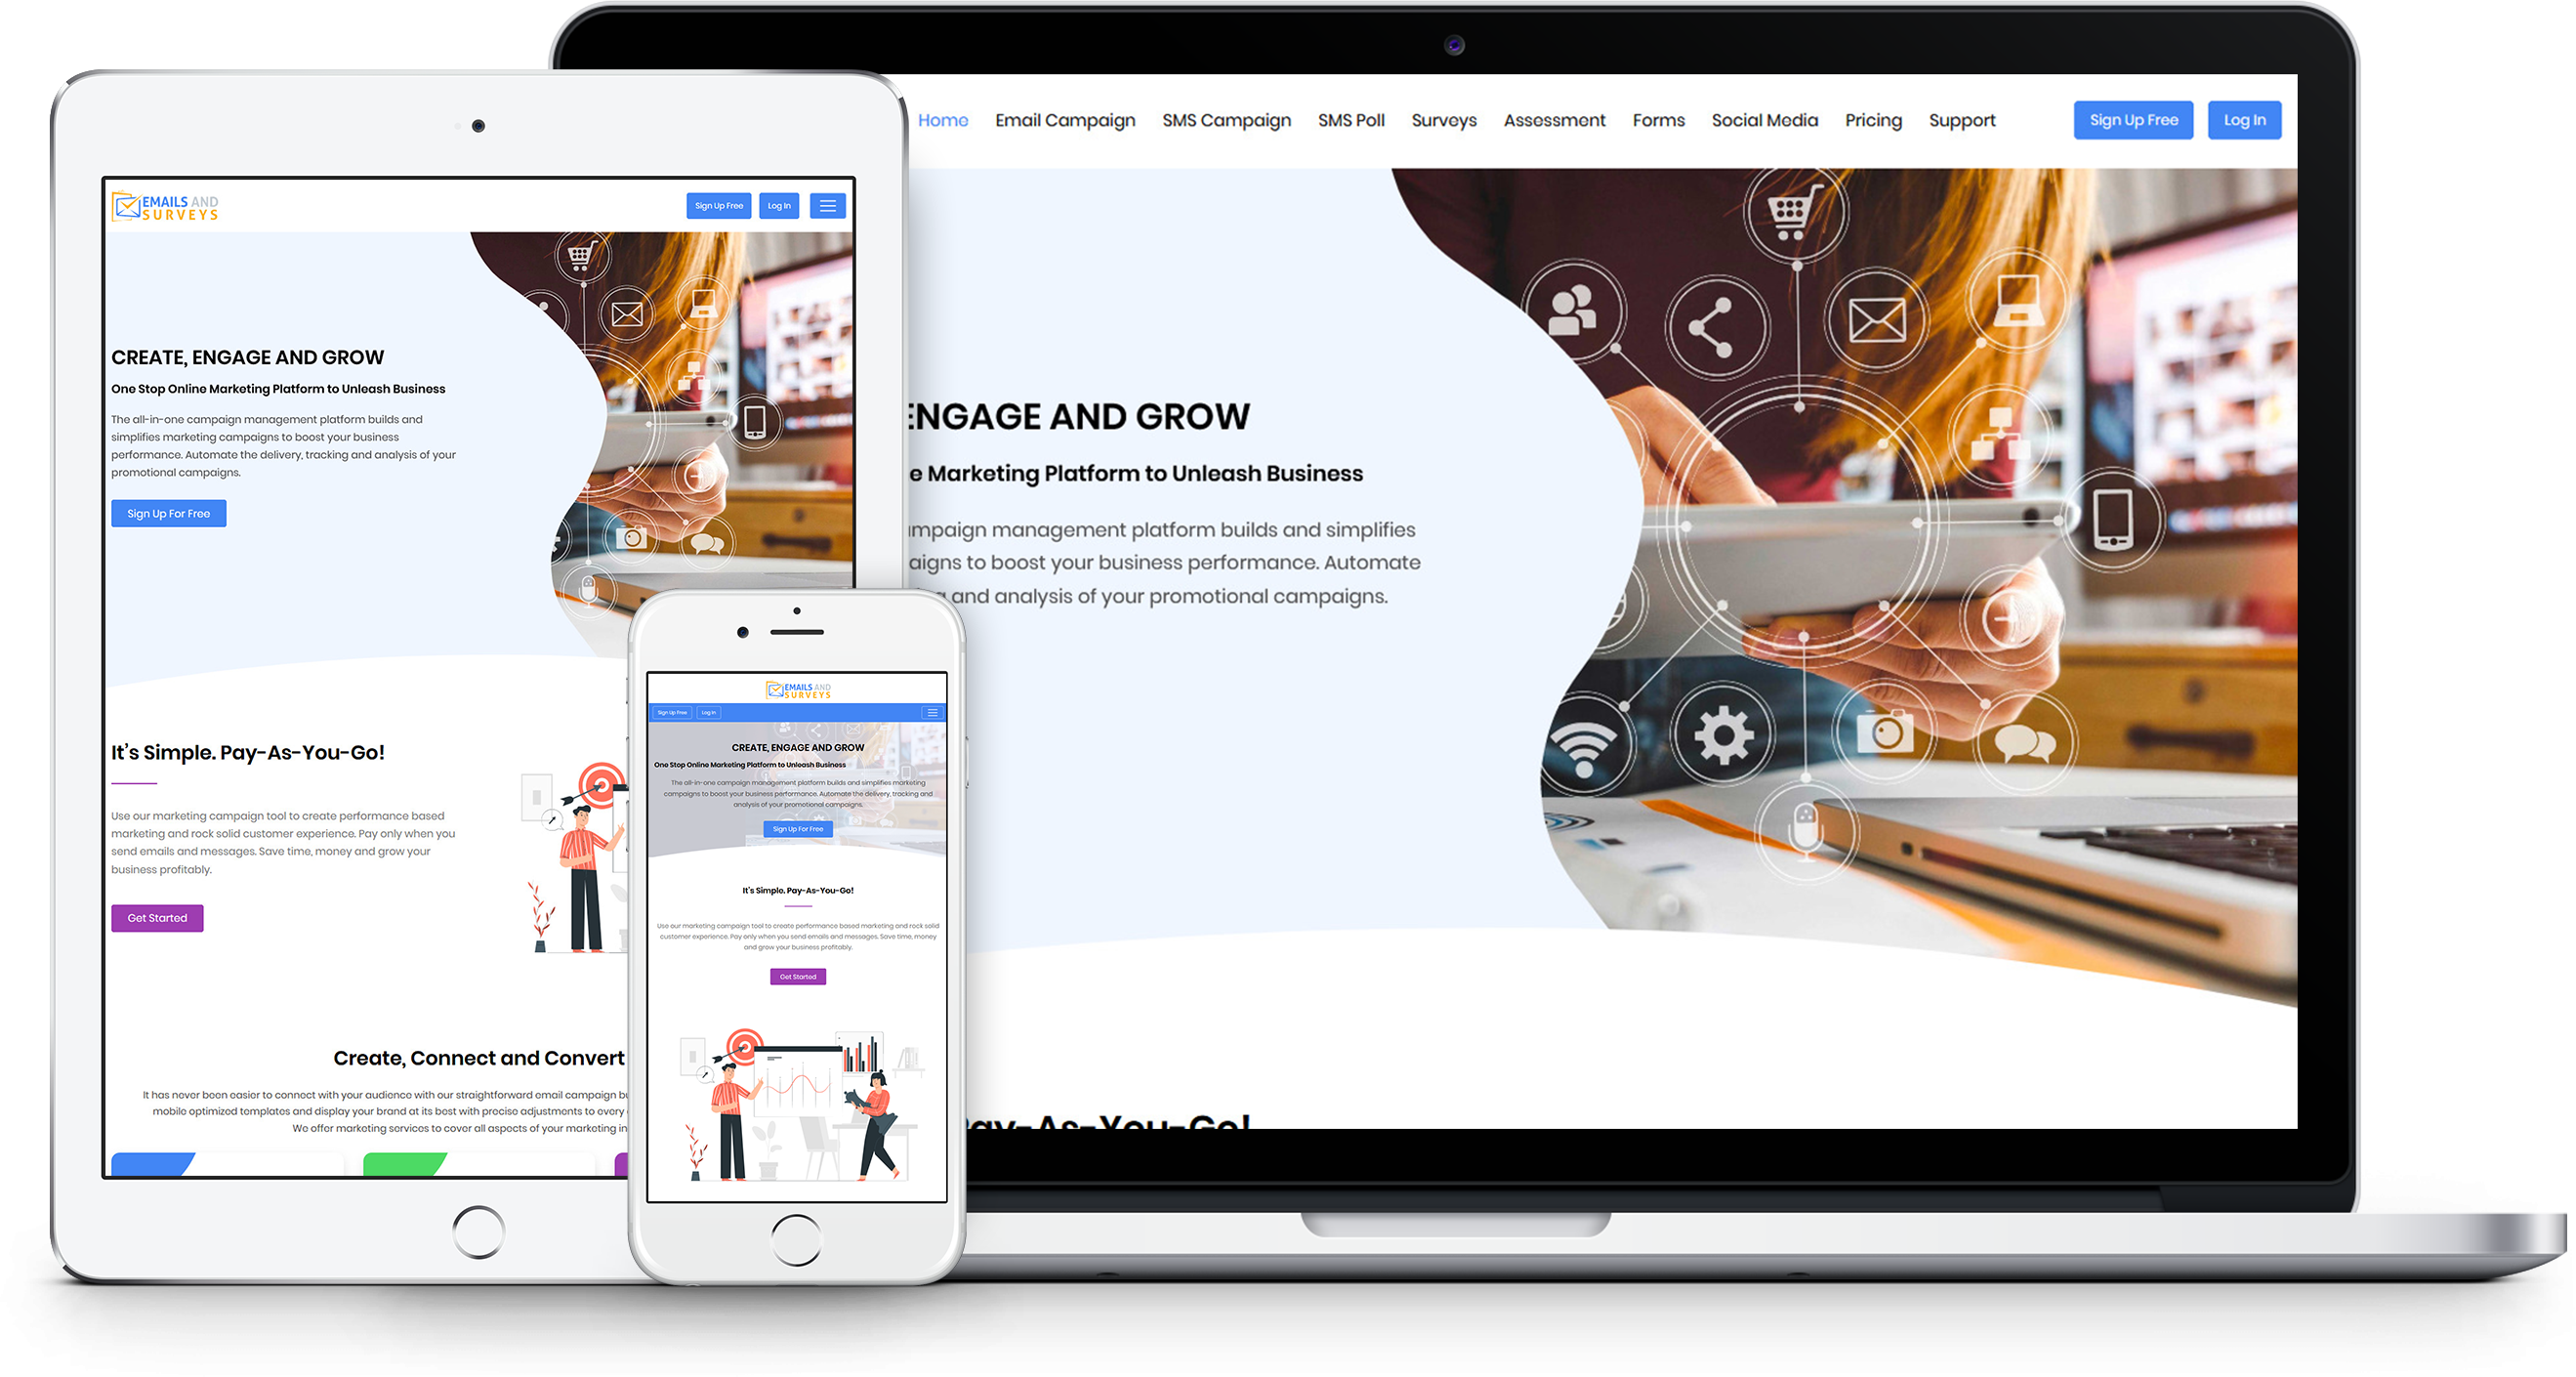 Home Email Campaign SMS Campaign SMS Poll Surveys Assessment Forms Social Media Pricing Support Sign Up Free Log In
ENGAGE AND GROW
e Marketing Platform to Unleash Business
mpaign management platform builds and simplifies
aigns to boost your business performance. Automate
and analysis of your promotional campaigns.
Pay-As-You-Go!
EMAILS AND
SURVEYS
Sign Up Free Log In
CREATE, ENGAGE AND GROW
One Stop Online Marketing Platform to Unleash Business
The all-in-one campaign management platform builds and
simplifies marketing campaigns to boost your business
performance. Automate the delivery, tracking and analysis of your
promotional campaigns.
Sign Up For Free
It's Simple. Pay-As-You-Go!
Use our marketing campaign tool to create performance based
marketing and rock solid customer experience. Pay only when you
send emails and messages. Save time, money and grow your
business profitably.
Get Started
Create, Connect and Convert
It has never been easier to connect with your audience with our straightforward email campaign bu
mobile optimized templates and display your brand at its best with precise adjustments to every
We offer marketing services to cover all aspects of your marketing in
EMAILS AND
SURVEYS
Sign Up Free Log In
CREATE, ENGAGE AND GROW
One Stop Online Marketing Platform to Unleash Business
The all-in-one campaign management platform builds and simplifies marketing
campaigns to boost your business performance. Automate the delivery, tracking and
analysis of your promotional campaigns.
Sign Up For Free
It's Simple. Pay-As-You-Go!
Use our marketing campaign tool to create performance based marketing and rock solid
customer experience. Pay only when you send emails and messages. Save time, money
and grow your business profitably.
Get Started